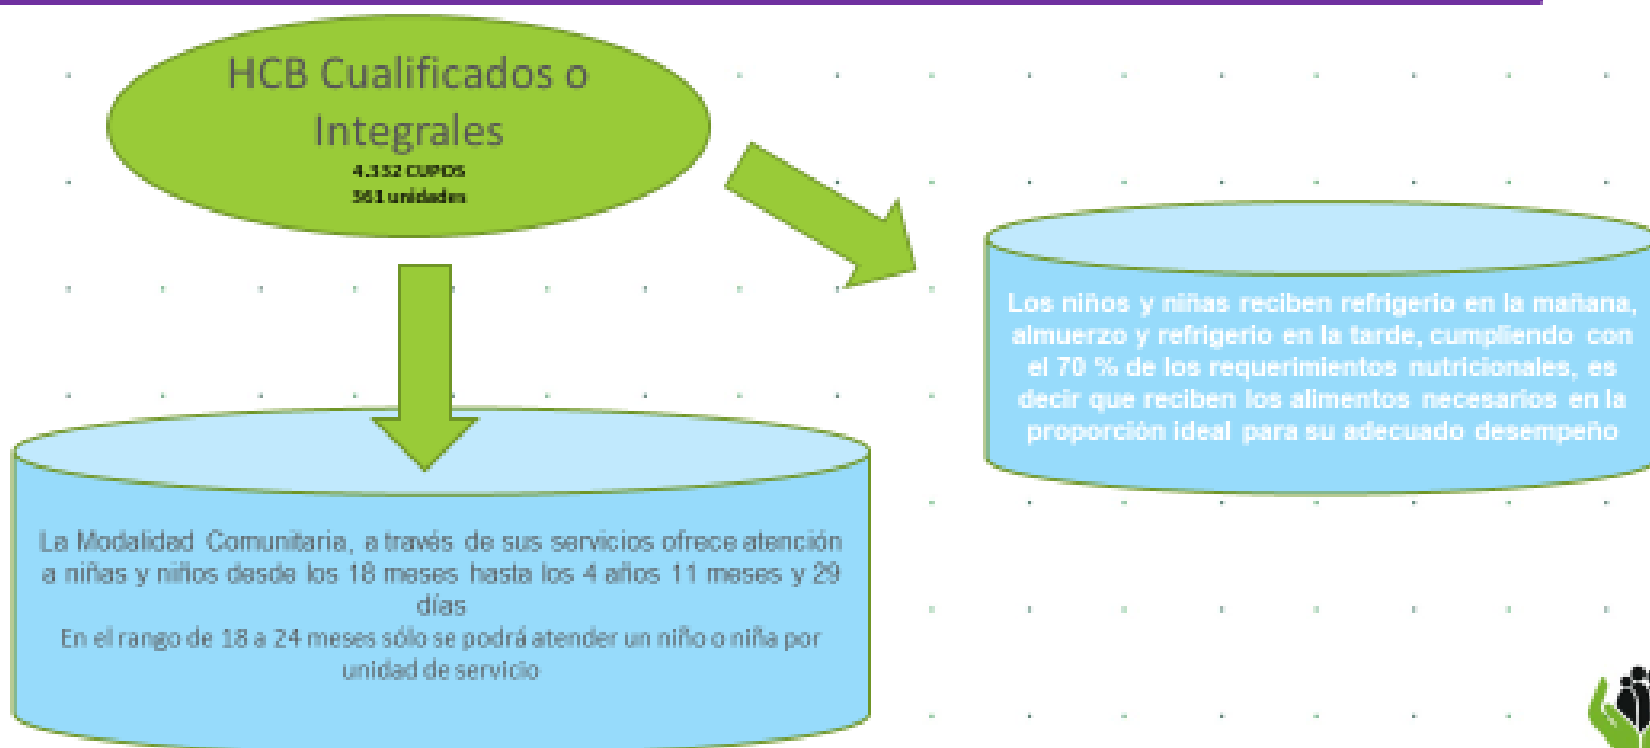 HCB Cualificados o
Integrales
4.332 CUPOS
361 unidades
Los niños y niñas reciben refrigerio en la mañana,
almuerzo y refrigerio en la tarde, cumpliendo con
el 70 % de los requerimientos nutricionales, es
decir que reciben los alimentos necesarios en la
proporción ideal para su adecuado desempeño
La Modalidad Comunitaria, a través de sus servicios ofrece atención
a niñas y niños desde los 18 meses hasta los 4 años 11 meses y 29
días
En el rango de 18 a 24 meses sólo se podrá atender un niño o niña por
unidad de servicio